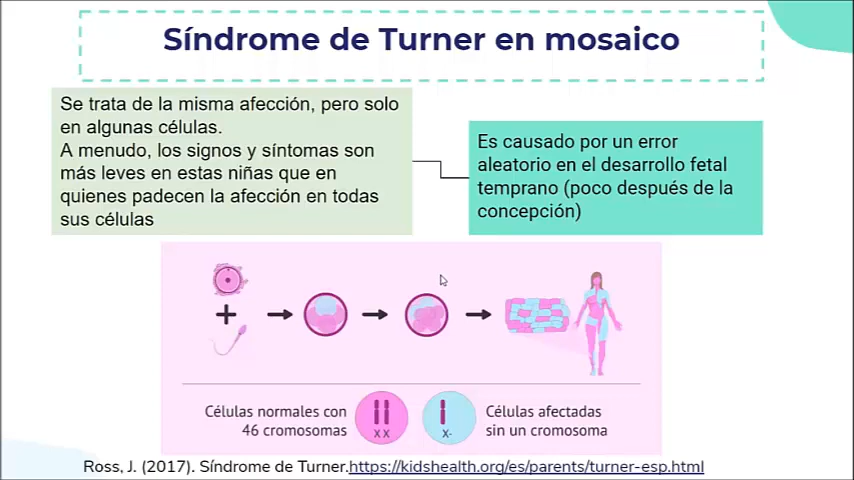 Síndrome de Turner en mosaico
Se trata de la misma afección, pero solo
en algunas células.
A menudo, los signos y síntomas son
más leves en estas niñas que en
quienes padecen la afección en todas
sus células
Es causado por un error
aleatorio en el desarrollo fetal
temprano (poco después de la
concepción)
Células normales con
46 cromosomas
X X
X-
Células afectadas
sin un cromosoma
Ross, J. (2017). Síndrome de Turner.https://kidshealth.org/es/parents/turner-esp.html